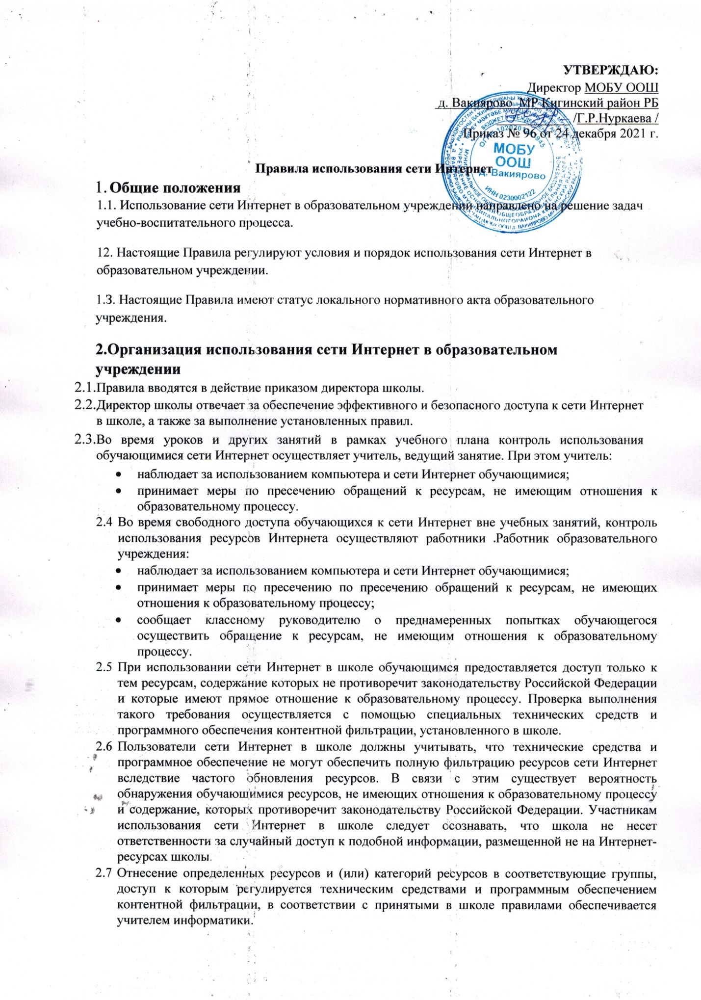 УТВЕРЖДАЮ:
Директор МОБУ ООШ
д. Вакиярово МР Кигинский район РБ
/Г.Р.Нуркаева /
Приказ № 96 от 24 декабря 2021 г.
МОБУ
ООШ
д. Вакиярово
ИНН 0230002122
Правила использования сети Интернет
1. Общие положения
1.1. Использование сети Интернет в образовательном учреждении направлено на решение задач
учебно-воспитательного процесса.
12. Настоящие Правила регулируют условия и порядок использования сети Интернет в
образовательном учреждении.
1.3. Настоящие Правила имеют статус локального нормативного акта образовательного
учреждения.
2.Организация использования сети Интернет в образовательном
учреждении
2.1.Правила вводятся в действие приказом директора школы.
2.2.Директор школы отвечает за обеспечение эффективного и безопасного доступа к сети Интернет
в школе, а также за выполнение установленных правил.
2.3.Во время уроков и других занятий в рамках учебного плана контроль использования
обучающимися сети Интернет осуществляет учитель, ведущий занятие. При этом учитель:
• наблюдает за использованием компьютера и сети Интернет обучающимися;
• принимает меры по пресечению обращений к ресурсам, не имеющим отношения к
образовательному процессу.
2.4 Во время свободного доступа обучающихся к сети Интернет вне учебных занятий, контроль
использования ресурсов Интернета осуществляют работники .Работник образовательного
учреждения:
• наблюдает за использованием компьютера и сети Интернет обучающимися;
• принимает меры по пресечению по пресечению обращений к ресурсам, не имеющих
отношения к образовательному процессу;
• сообщает классному руководителю о преднамеренных попытках обучающегося
осуществить обращение к ресурсам, не имеющим отношения к образовательному
процессу.
2.5 При использовании сети Интернет в школе обучающимся предоставляется доступ только к
тем ресурсам, содержание которых не противоречит законодательству Российской Федерации
и которые имеют прямое отношение к образовательному процессу. Проверка выполнения
такого требования осуществляется с помощью специальных технических средств и
программного обеспечения контентной фильтрации, установленного в школе.
2.6 Пользователи сети Интернет в школе должны учитывать, что технические средства и
программное обеспечение не могут обеспечить полную фильтрацию ресурсов сети Интернет
вследствие частого обновления ресурсов. В связи с этим существует вероятность
обнаружения обучающимися ресурсов, не имеющих отношения к образовательному процессу
и содержание, которых противоречит законодательству Российской Федерации. Участникам
использования сети Интернет в школе следует осознавать, что школа не несет
ответственности за случайный доступ к подобной информации, размещенной не на Интернет-
ресурсах школы.
2.7 Отнесение определенных ресурсов и (или) категорий ресурсов в соответствующие группы,
доступ к которым регулируется техническим средствами и программным обеспечением
контентной фильтрации, в соответствии с принятыми в школе правилами обеспечивается
учителем информатики.